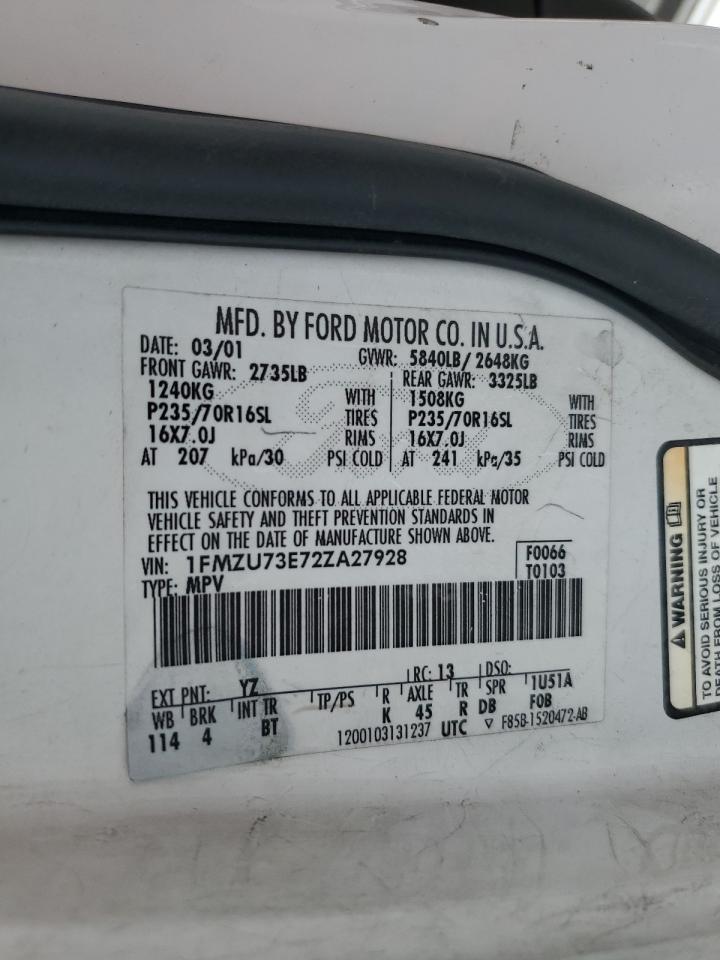 MFD. BY FORD MOTOR CO. IN U.S.A.
DATE: 03/01 GVWR: 5840LB/ 2648KG
FRONT GAWR: 2735LB REAR GAWR: 3325LB
1240KG WITH 1508KG WITH
P235/70R16SL TIRES P235/70R16SL TIRES
16X7.0J RIMS 16X7.0J RIMS
AT 207 kPa/30 PSI COLD AT 241 kPa/35 PSI COLD
THIS VEHICLE CONFORMS TO ALL APPLICABLE FEDERAL MOTOR
VEHICLE SAFETY AND THEFT PREVENTION STANDARDS IN
EFFECT ON THE DATE OF MANUFACTURE SHOWN ABOVE.
VIN: 1FMZU73E72ZA27928 F0066
TYPE: MPV T0103
EXT PNT: YZ RC: 13 DSO:
WB BRK INT TR TP/PS R AXLE TR SPR 1U51A
114 4 BT K 45 R DB FOB
1200103131237 UTC ▽ F85B-1520472-AB
WARNING
TO AVOID SERIOUS INJURY OR
DEATH FROM LOSS OF VEHICLE